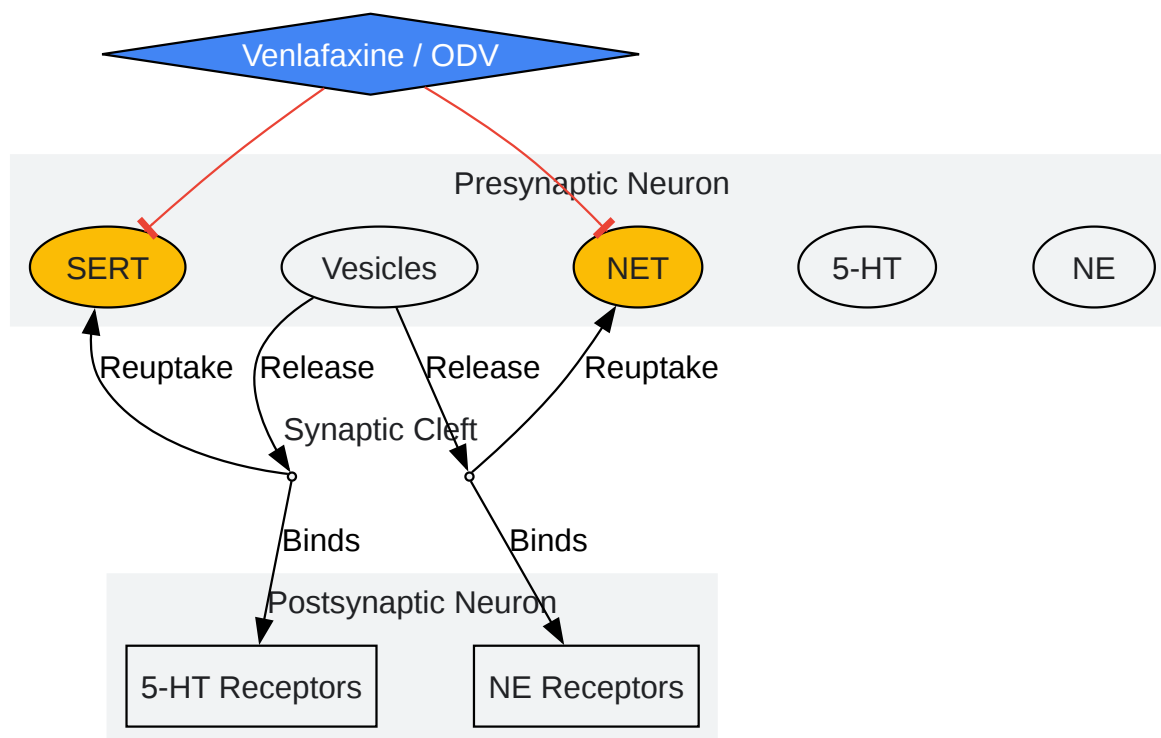 Venlafaxine / ODV
Presynaptic Neuron
SERT
Vesicles
NET
5-HT
NE
Reuptake
Release
Release
Reuptake
Synaptic Cleft
Binds
Binds
Postsynaptic Neuron
5-HT Receptors
NE Receptors